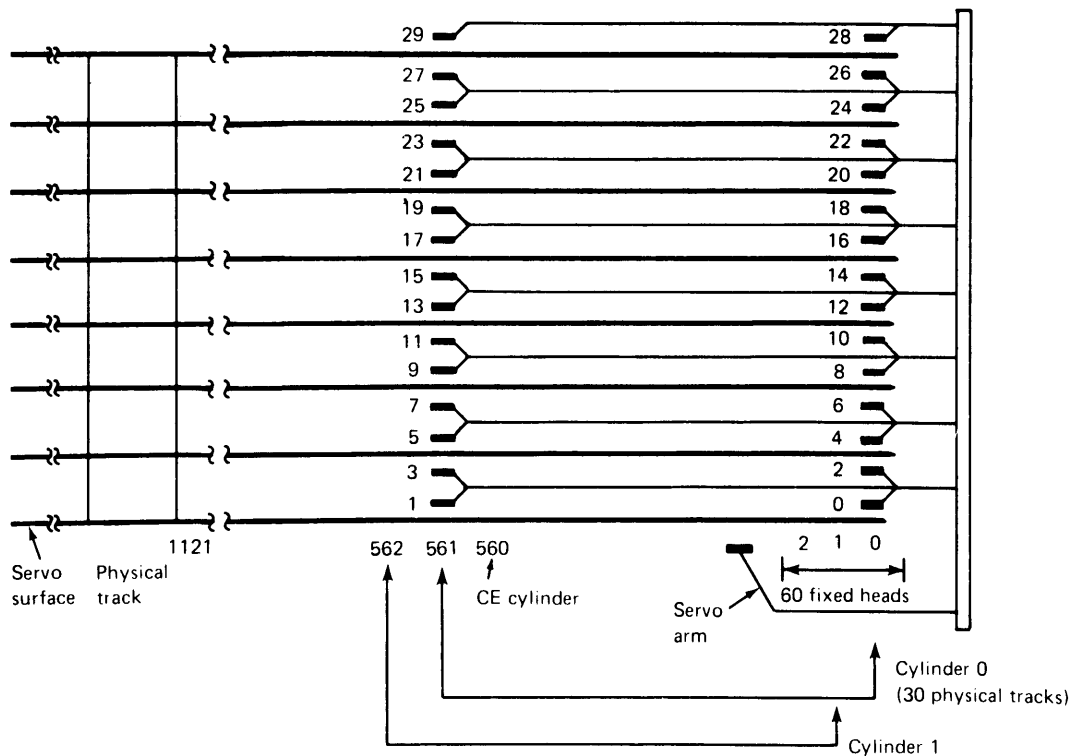 29 28
27 26
25 24
23 22
21 20
19 18
17 16
15 14
13 12
11 10
9 8
7 6
5 4
3 2
1 0
1121 562 561 560 2 1 0
Servo surface
Physical track
CE cylinder
Servo arm
60 fixed heads
Cylinder 0
(30 physical tracks)
Cylinder 1